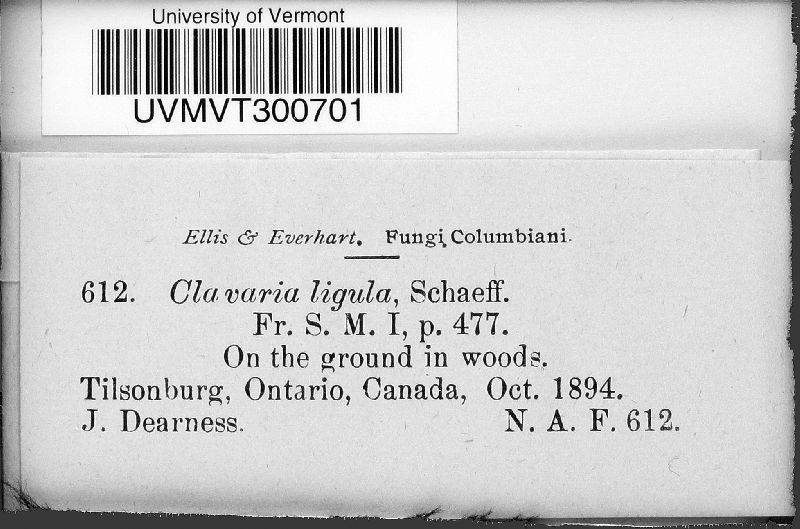 University of Vermont
UVMVT300701
Ellis & Everhart. Fungi Columbiani.
612. Clavaria ligula, Schaeff.
Fr. S. M. I, p. 477.
On the ground in woods.
Tilsonburg, Ontario, Canada, Oct. 1894.
J. Dearness. N. A. F. 612.